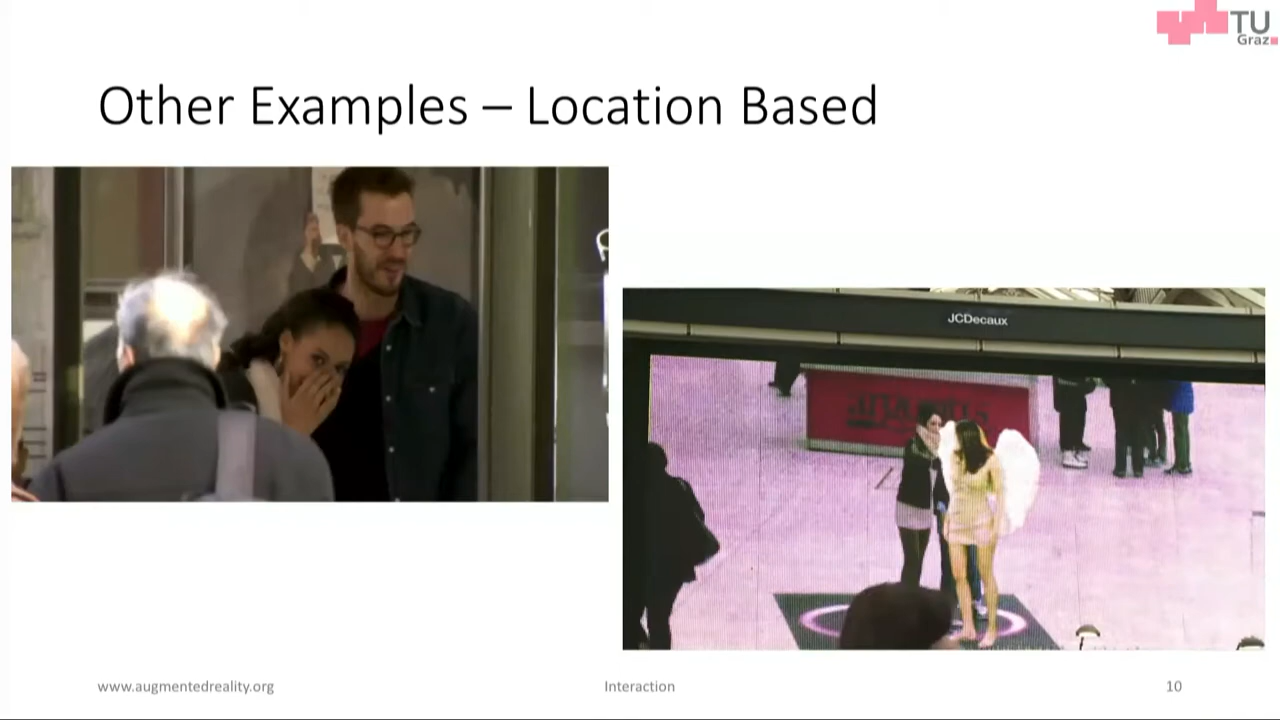 TU
Graz
Other Examples – Location Based
JCDecaux
www.augmentedreality.org
Interaction
10